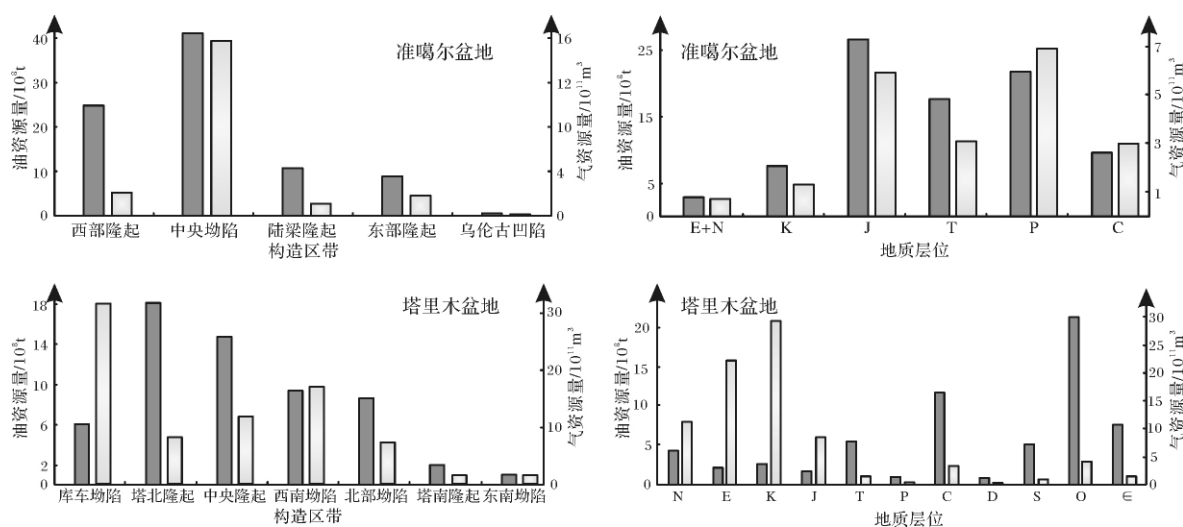 准噶尔盆地
油资源量/10⁸t
40
30
20
10
0
气资源量/10¹¹m³
16
12
10
4
0
西部隆起 中央坳陷 陆梁隆起 东部隆起 乌伦古凹陷
构造区带
准噶尔盆地
油资源量/10⁸t
25
15
5
0
气资源量/10¹¹m³
7
5
3
1
E+N K J T P C
地质层位
塔里木盆地
油资源量/10⁸t
18
14
10
6
2
0
气资源量/10¹¹m³
30
20
10
0
库车坳陷 塔北隆起 中央隆起 西南坳陷 北部坳陷 塔南隆起 东南坳陷
构造区带
塔里木盆地
油资源量/10⁸t
20
15
10
5
0
气资源量/10¹¹m³
30
25
20
15
10
5
0
N E K J T P C D S O ∈
地质层位